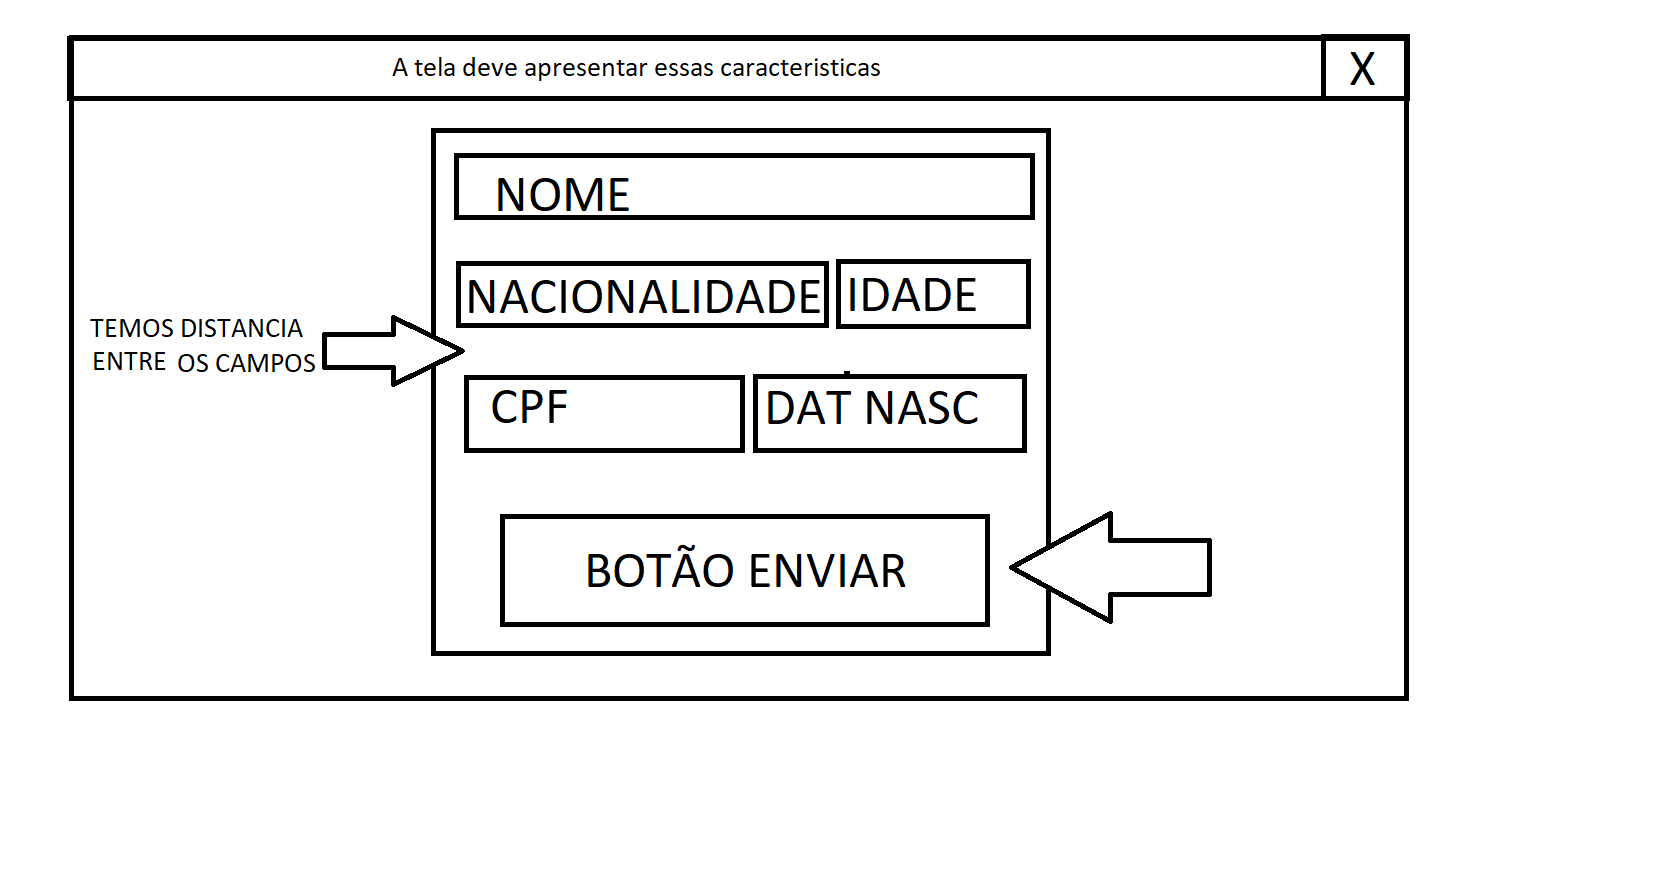 A tela deve apresentar essas caracteristicas
X
NOME
NACIONALIDADE
IDADE
TEMOS DISTANCIA
ENTRE OS CAMPOS
CPF
DAT NASC
BOTÃO ENVIAR